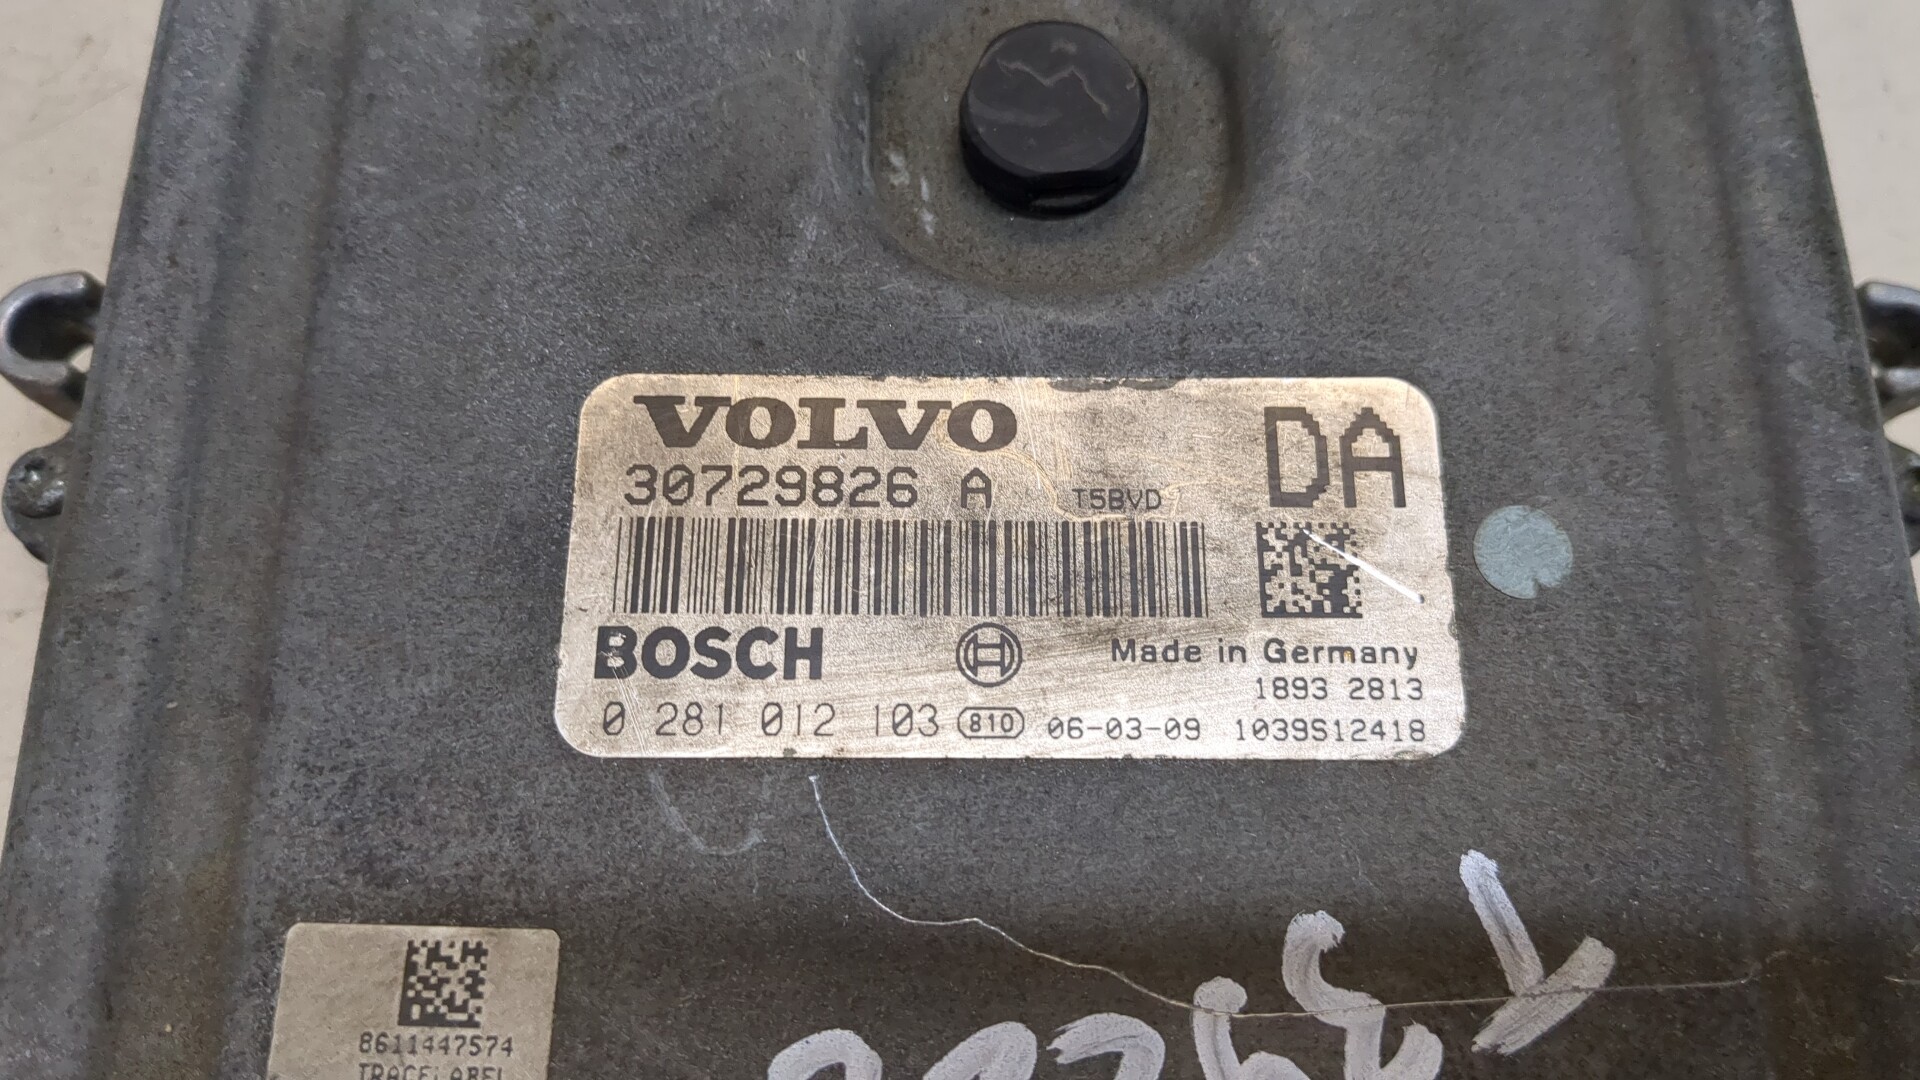 VOLVO
30729826 A T5BVD
DA
BOSCH
Made in Germany
1893 2813
0 281 012 103 810 06-03-09 1039S12418
8611447574
TRACELABEL